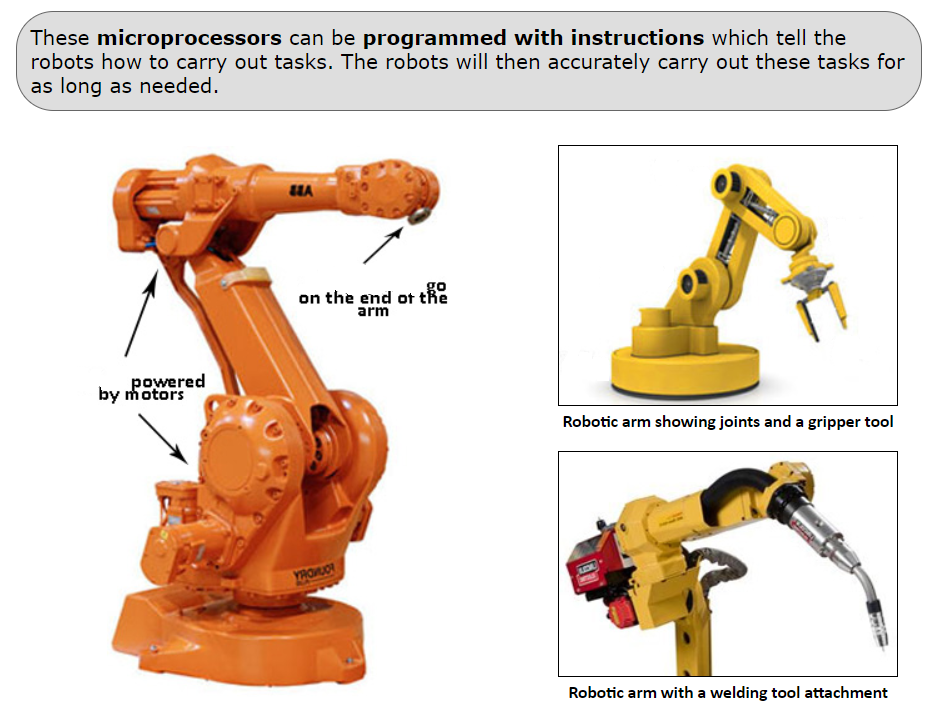 These microprocessors can be programmed with instructions which tell the
robots how to carry out tasks. The robots will then accurately carry out these tasks for
as long as needed.
ABB
go
on the end of the
arm
powered
by motors
FOUNDRY
Robotic arm showing joints and a gripper tool
Robotic arm with a welding tool attachment